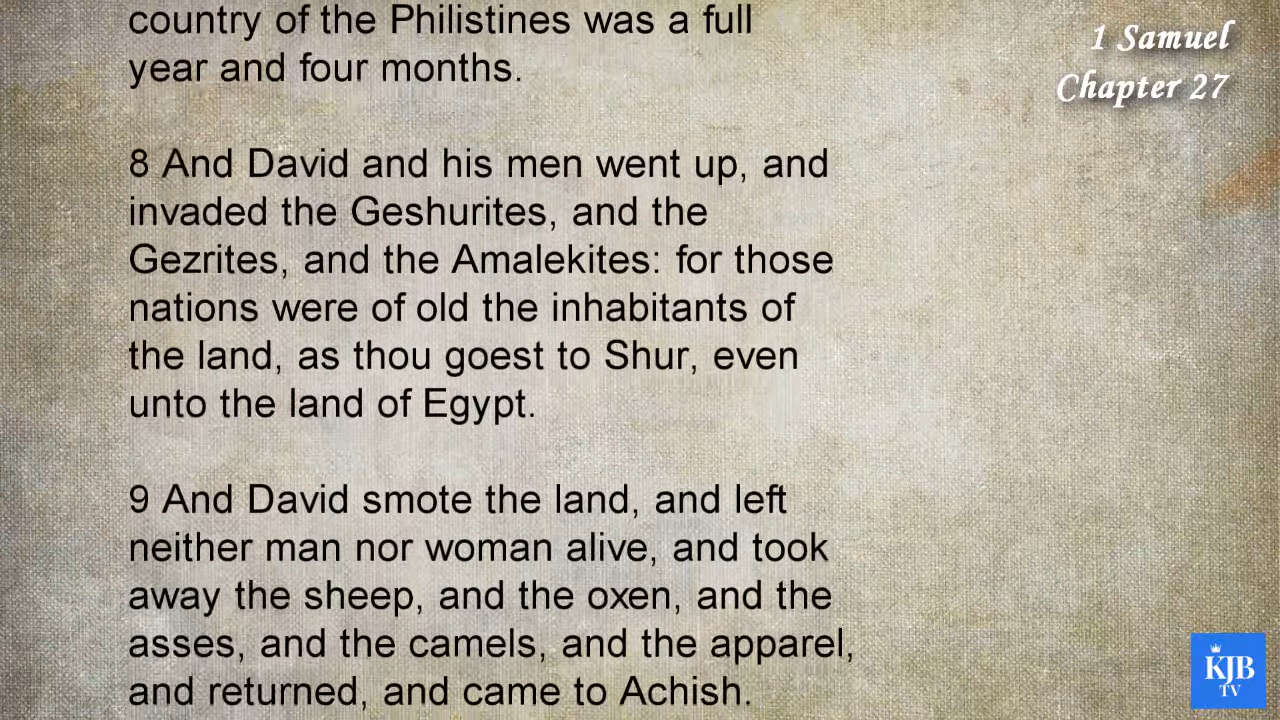 country of the Philistines was a full
year and four months.
8 And David and his men went up, and
invaded the Geshurites, and the
Gezrites, and the Amalekites: for those
nations were of old the inhabitants of
the land, as thou goest to Shur, even
unto the land of Egypt.
9 And David smote the land, and left
neither man nor woman alive, and took
away the sheep, and the oxen, and the
asses, and the camels, and the apparel,
and returned, and came to Achish.
1 Samuel
Chapter 27
KJB
TV